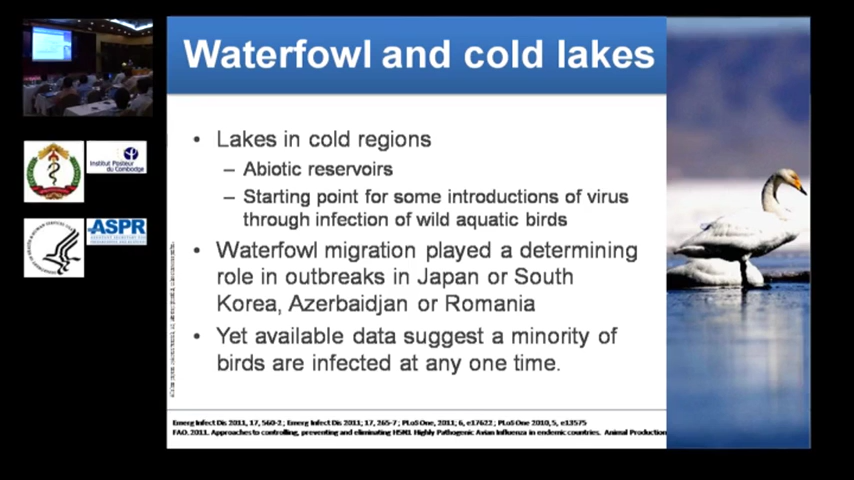 Waterfowl and cold lakes
• Lakes in cold regions
– Abiotic reservoirs
– Starting point for some introductions of virus
through infection of wild aquatic birds
• Waterfowl migration played a determining
role in outbreaks in Japan or South
Korea, Azerbaidjan or Romania
• Yet available data suggest a minority of
birds are infected at any one time.
Emerg Infect Dis 2011, 17, 560-2; Emerg Infect Dis 2011; 17, 265-7; PLoS One, 2011; 6, e17622; PLoS One 2010, 5, e13575
FAO. 2011. Approaches to controlling, preventing and eliminating H5N1 Highly Pathogenic Avian Influenza in endemic countries. Animal Production
Institut Pasteur
du Cambodge
ASPR